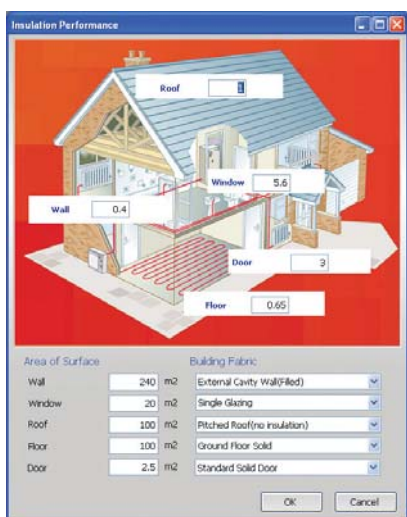 Insulation Performance
Roof 1
Window 5.6
Wall 0.4
Door 3
Floor 0.65
Area of Surface Building Fabric
Wall 240 m2 External Cavity Wall(Filled)
Window 20 m2 Single Glazing
Roof 100 m2 Pitched Roof(no insulation)
Floor 100 m2 Ground Floor Solid
Door 2.5 m2 Standard Solid Door
OK Cancel